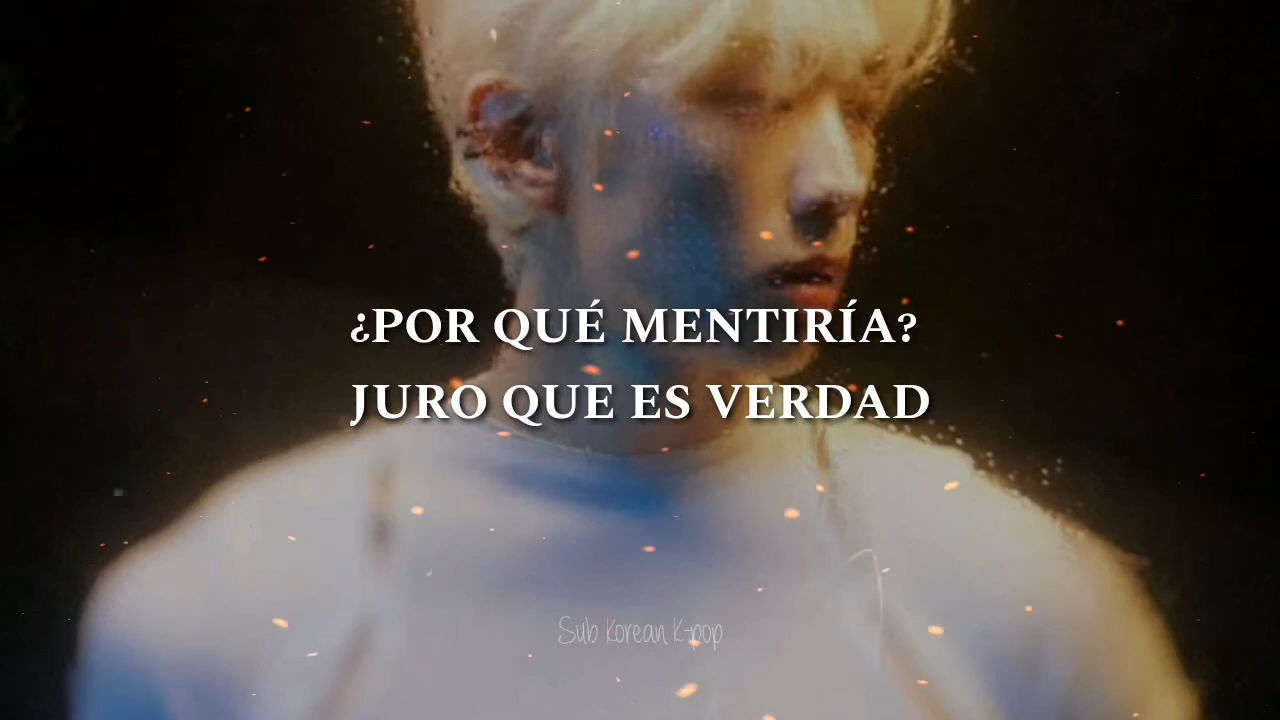 ¿POR QUÉ MENTIRÍA?
JURO QUE ES VERDAD
Sub Korean K-pop